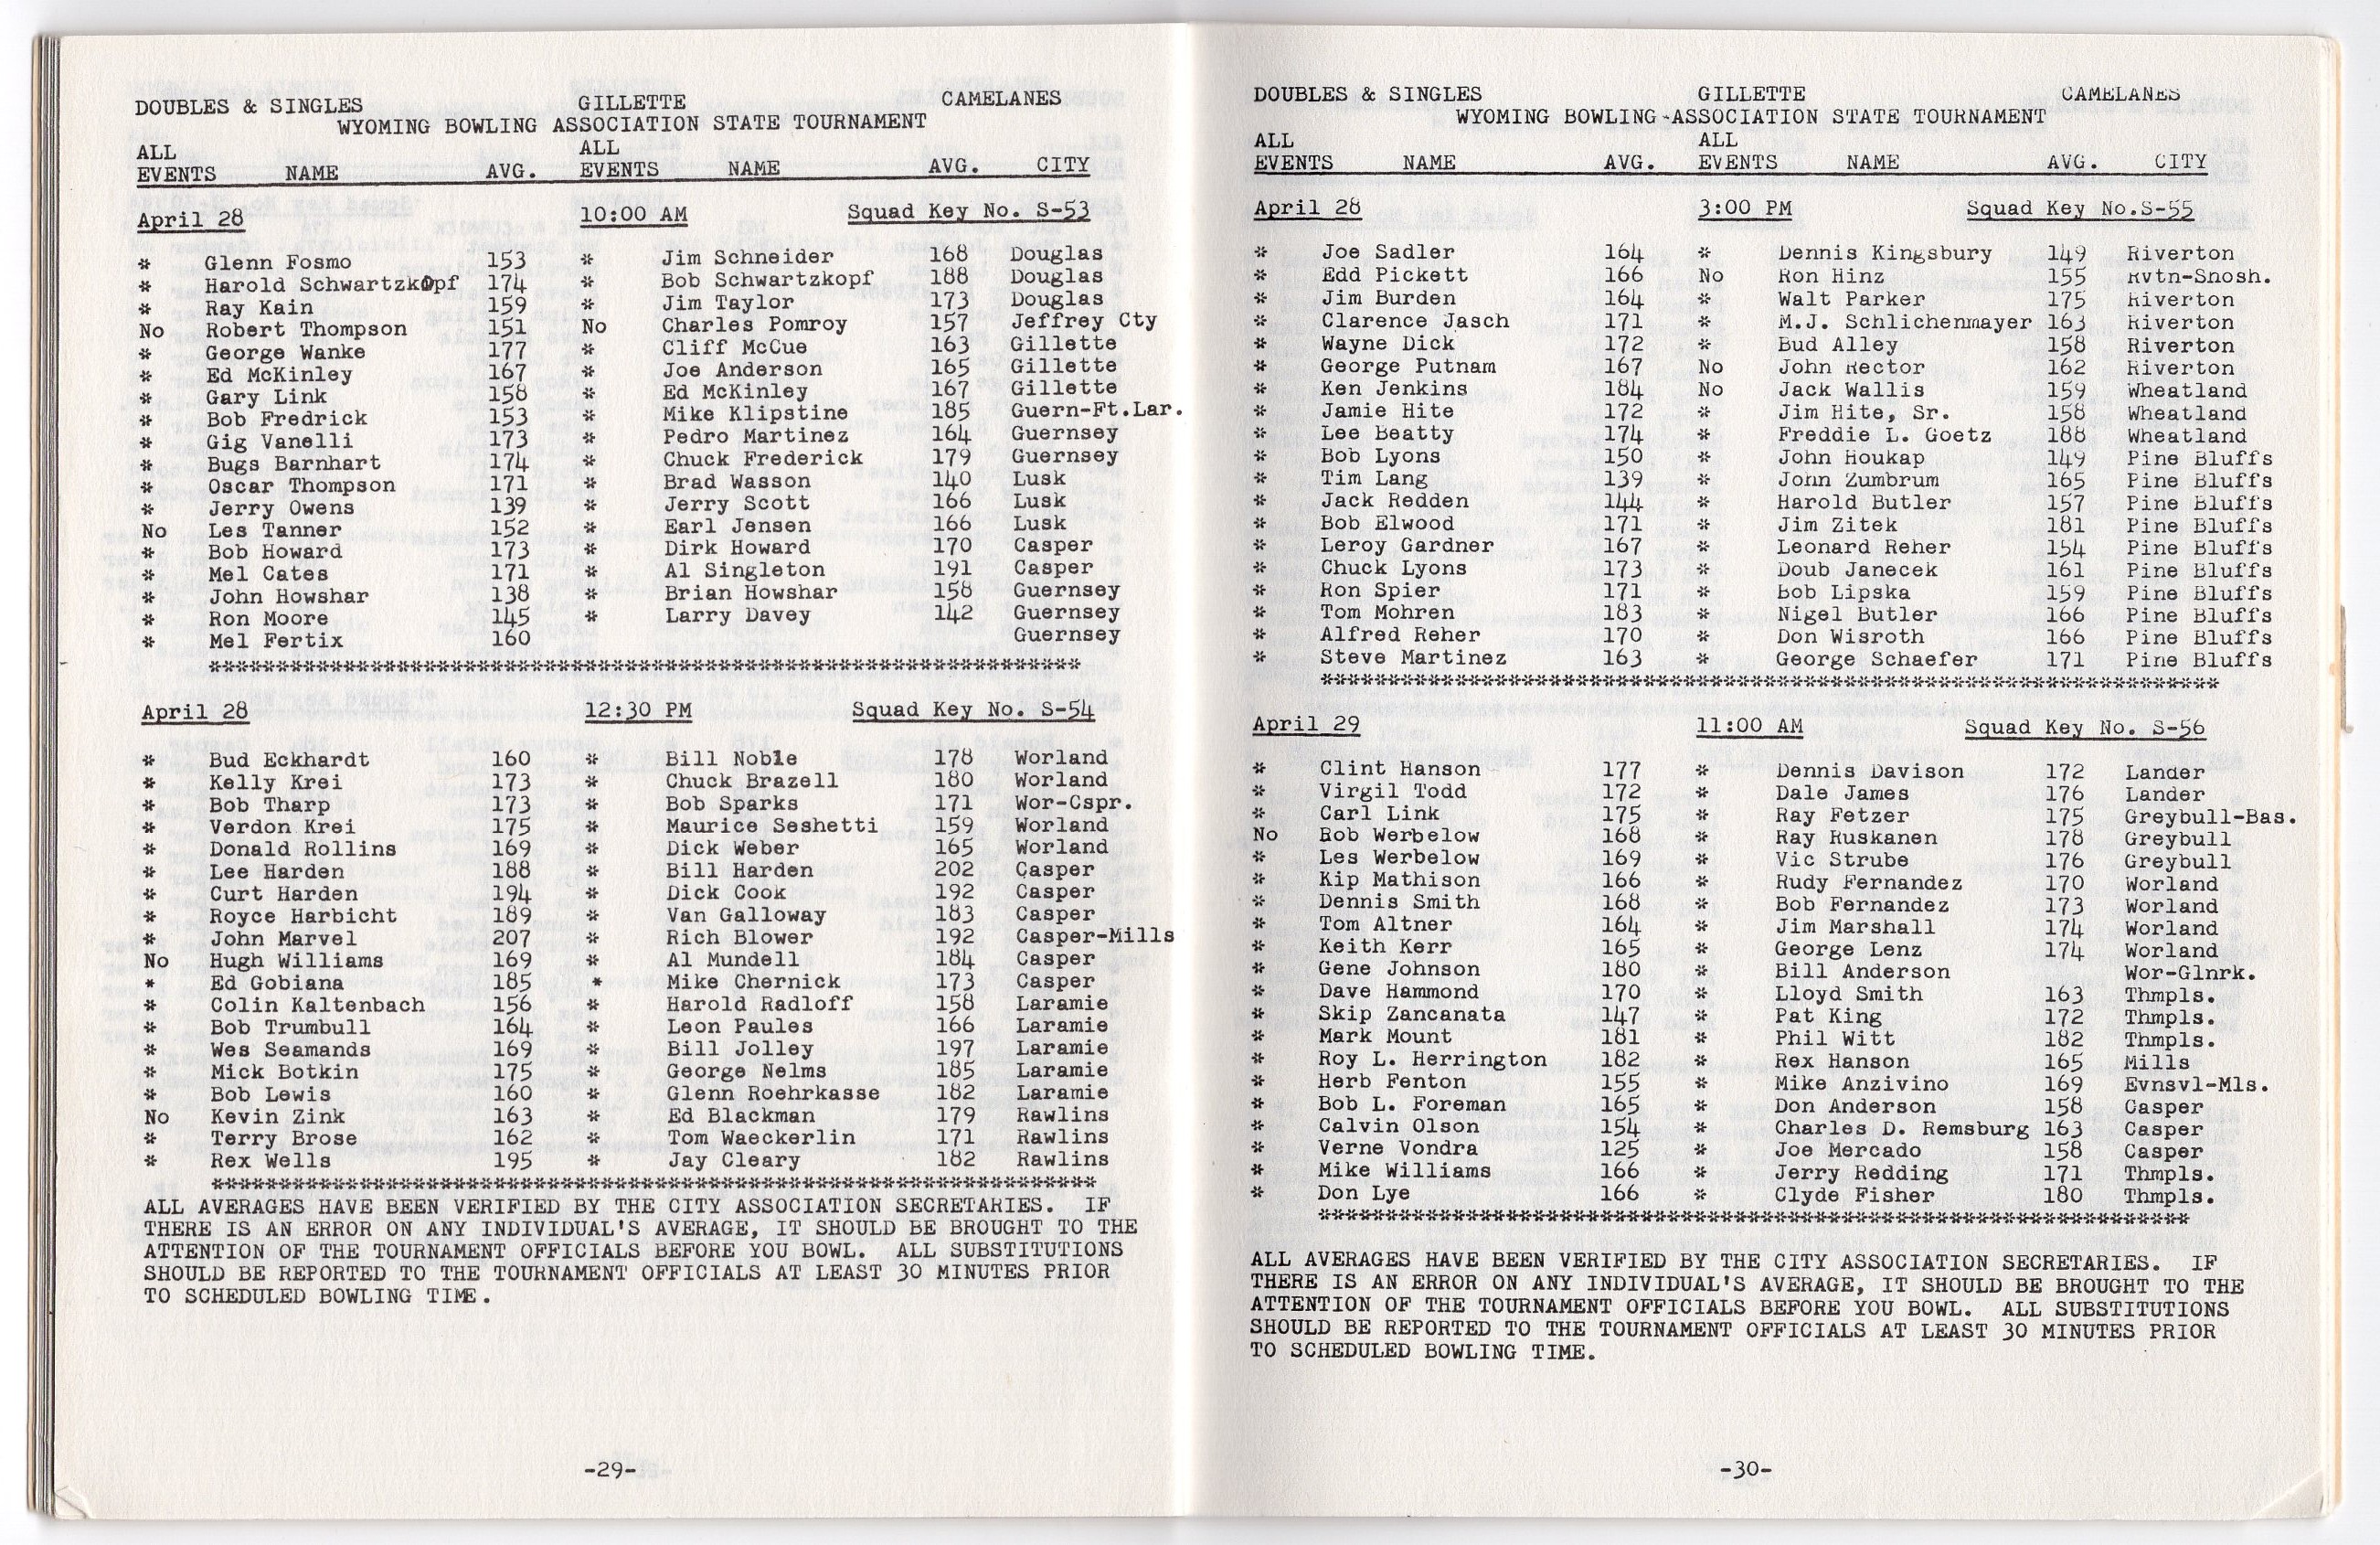 DOUBLES & SINGLES GILLETTE CAMELANES
WYOMING BOWLING ASSOCIATION STATE TOURNAMENT
ALL ALL
EVENTS NAME AVG. EVENTS NAME AVG. CITY
April 28 10:00 AM Squad Key No. S-53
* Glenn Fosmo 153 * Jim Schneider 168 Douglas
* Harold Schwartzkopf 174 * Bob Schwartzkopf 188 Douglas
* Ray Kain 159 * Jim Taylor 173 Douglas
No Robert Thompson 151 No Charles Pomroy 157 Jeffrey Cty
* George Wanke 177 * Cliff McCue 163 Gillette
* Ed McKinley 167 * Joe Anderson 165 Gillette
* Gary Link 158 * Ed McKinley 167 Gillette
* Bob Fredrick 153 * Mike Klipstine 185 Guern-Ft.Lar.
* Gig Vanelli 173 * Pedro Martinez 164 Guernsey
* Bugs Barnhart 174 * Chuck Frederick 179 Guernsey
* Oscar Thompson 171 * Brad Wasson 140 Lusk
* Jerry Owens 139 * Jerry Scott 166 Lusk
No Les Tanner 152 * Earl Jensen 166 Lusk
* Bob Howard 173 * Dirk Howard 170 Casper
* Mel Cates 171 * Al Singleton 191 Casper
* John Howshar 138 * Brian Howshar 158 Guernsey
* Ron Moore 145 * Larry Davey 142 Guernsey
* Mel Fertix 160 Guernsey
*****************************************************************
April 28 12:30 PM Squad Key No. S-54
* Bud Eckhardt 160 * Bill Noble 178 Worland
* Kelly Krei 173 * Chuck Brazell 180 Worland
* Bob Tharp 173 * Bob Sparks 171 Wor-Cspr.
* Verdon Krei 175 * Maurice Seshetti 159 Worland
* Donald Rollins 169 * Dick Weber 165 Worland
* Lee Harden 188 * Bill Harden 202 Casper
* Curt Harden 194 * Dick Cook 192 Casper
* Royce Harbicht 189 * Van Galloway 183 Casper
* John Marvel 207 * Rich Blower 192 Casper-Mills
No Hugh Williams 169 * Al Mundell 184 Casper
* Ed Gobiana 185 * Mike Chernick 173 Casper
* Colin Kaltenbach 156 * Harold Radloff 158 Laramie
* Bob Trumbull 164 * Leon Paules 166 Laramie
* Wes Seamands 169 * Bill Jolley 197 Laramie
* Mick Botkin 175 * George Nelms 185 Laramie
* Bob Lewis 160 * Glenn Roehrkasse 182 Laramie
No Kevin Zink 163 * Ed Blackman 179 Rawlins
* Terry Brose 162 * Tom Waeckerlin 171 Rawlins
* Rex Wells 195 * Jay Cleary 182 Rawlins
******************************************************************
ALL AVERAGES HAVE BEEN VERIFIED BY THE CITY ASSOCIATION SECRETARIES. IF
THERE IS AN ERROR ON ANY INDIVIDUAL'S AVERAGE, IT SHOULD BE BROUGHT TO THE
ATTENTION OF THE TOURNAMENT OFFICIALS BEFORE YOU BOWL. ALL SUBSTITUTIONS
SHOULD BE REPORTED TO THE TOURNAMENT OFFICIALS AT LEAST 30 MINUTES PRIOR
TO SCHEDULED BOWLING TIME.
-29-
DOUBLES & SINGLES GILLETTE CAMELANES
WYOMING BOWLING-ASSOCIATION STATE TOURNAMENT
ALL ALL
EVENTS NAME AVG. EVENTS NAME AVG. CITY
April 28 3:00 PM Squad Key No.S-55
* Joe Sadler 164 * Dennis Kingsbury 149 Riverton
* Edd Pickett 166 No Ron Hinz 155 Rvtn-Shosh.
* Jim Burden 164 * Walt Parker 175 Riverton
* Clarence Jasch 171 * M.J. Schlichenmayer 163 Riverton
* Wayne Dick 172 * Bud Alley 158 Riverton
* George Putnam 167 No John Rector 162 Riverton
* Ken Jenkins 184 No Jack Wallis 159 Wheatland
* Jamie Hite 172 * Jim Hite, Sr. 158 Wheatland
* Lee Beatty 174 * Freddie L. Goetz 188 Wheatland
* Bob Lyons 150 * John Houkap 149 Pine Bluffs
* Tim Lang 139 * John Zumbrum 165 Pine Bluffs
* Jack Redden 144 * Harold Butler 157 Pine Bluffs
* Bob Elwood 171 * Jim Zitek 181 Pine Bluffs
* Leroy Gardner 167 * Leonard Reher 154 Pine Bluffs
* Chuck Lyons 173 * Doub Janecek 161 Pine Bluffs
* Ron Spier 171 * Bob Lipska 159 Pine Bluffs
* Tom Mohren 183 * Nigel Butler 166 Pine Bluffs
* Alfred Reher 170 * Don Wisroth 166 Pine Bluffs
* Steve Martinez 163 * George Schaefer 171 Pine Bluffs
*******************************************************************
April 29 11:00 AM Squad Key No. S-56
* Clint Hanson 177 * Dennis Davison 172 Lander
* Virgil Todd 172 * Dale James 176 Lander
* Carl Link 175 * Ray Fetzer 175 Greybull-Bas.
No Bob Werbelow 168 * Ray Ruskanen 178 Greybull
* Les Werbelow 169 * Vic Strube 176 Greybull
* Kip Mathison 166 * Rudy Fernandez 170 Worland
* Dennis Smith 168 * Bob Fernandez 173 Worland
* Tom Altner 164 * Jim Marshall 174 Worland
* Keith Kerr 165 * George Lenz 174 Worland
* Gene Johnson 180 * Bill Anderson Wor-Glnrk.
* Dave Hammond 170 * Lloyd Smith 163 Thmpls.
* Skip Zancanata 147 * Pat King 172 Thmpls.
* Mark Mount 181 * Phil Witt 182 Thmpls.
* Roy L. Herrington 182 * Rex Hanson 165 Mills
* Herb Fenton 155 * Mike Anzivino 169 Evnsvl-Mls.
* Bob L. Foreman 165 * Don Anderson 158 Casper
* Calvin Olson 154 * Charles D. Remsburg 163 Casper
* Verne Vondra 125 * Joe Mercado 158 Casper
* Mike Williams 166 * Jerry Redding 171 Thmpls.
* Don Lye 166 * Clyde Fisher 180 Thmpls.
*****************************************************************
ALL AVERAGES HAVE BEEN VERIFIED BY THE CITY ASSOCIATION SECRETARIES. IF
THERE IS AN ERROR ON ANY INDIVIDUAL'S AVERAGE, IT SHOULD BE BROUGHT TO THE
ATTENTION OF THE TOURNAMENT OFFICIALS BEFORE YOU BOWL. ALL SUBSTITUTIONS
SHOULD BE REPORTED TO THE TOURNAMENT OFFICIALS AT LEAST 30 MINUTES PRIOR
TO SCHEDULED BOWLING TIME.
-30-